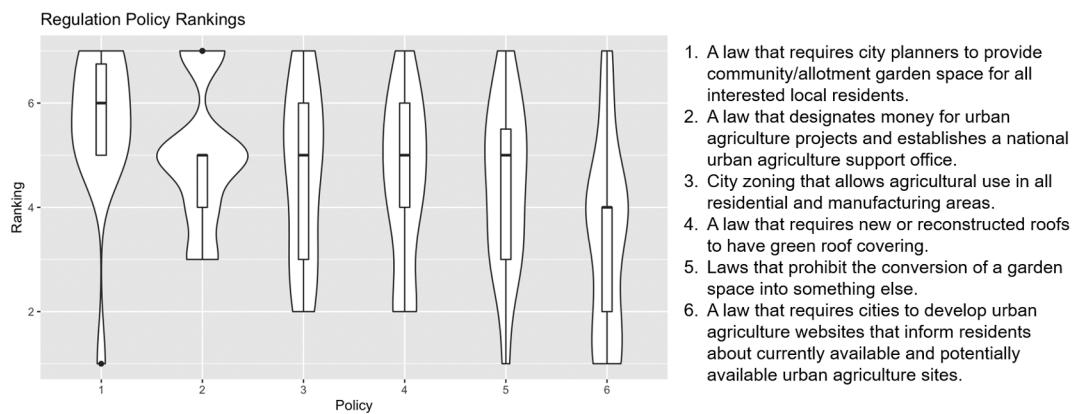 Regulation Policy Rankings
6
4
2
Ranking
1 2 3 4 5 6
Policy
1. A law that requires city planners to provide
community/allotment garden space for all
interested local residents.
2. A law that designates money for urban
agriculture projects and establishes a national
urban agriculture support office.
3. City zoning that allows agricultural use in all
residential and manufacturing areas.
4. A law that requires new or reconstructed roofs
to have green roof covering.
5. Laws that prohibit the conversion of a garden
space into something else.
6. A law that requires cities to develop urban
agriculture websites that inform residents
about currently available and potentially
available urban agriculture sites.